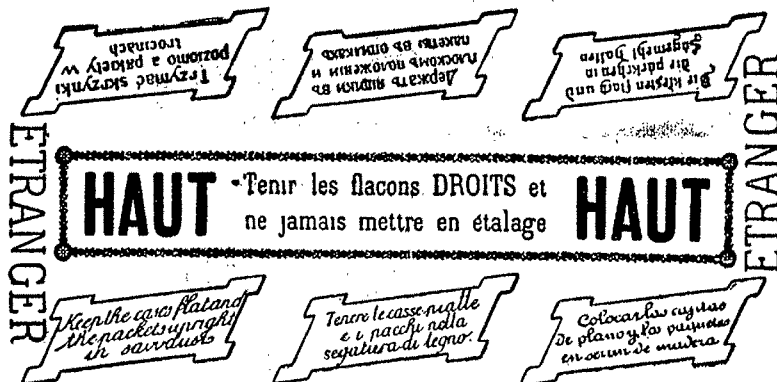 Trzymać skrzynki
poziomo a pakiety w
trocinach
Держать ящики въ
плоскомъ положеніи и
пакеты въ опилкахъ
Die kisten flach und
die päckchen in
Sägemehl halten
ETRANGER
HAUT
Tenir les flacons DROITS et
ne jamais mettre en étalage
HAUT
ETRANGER
Keep the cases flat and
the packets upright
in sawdust
Tenere le casse piatte
e i pacchi nella
segatura di legno.
Colocar las cajitas
de plano y los paquetes
en de madera